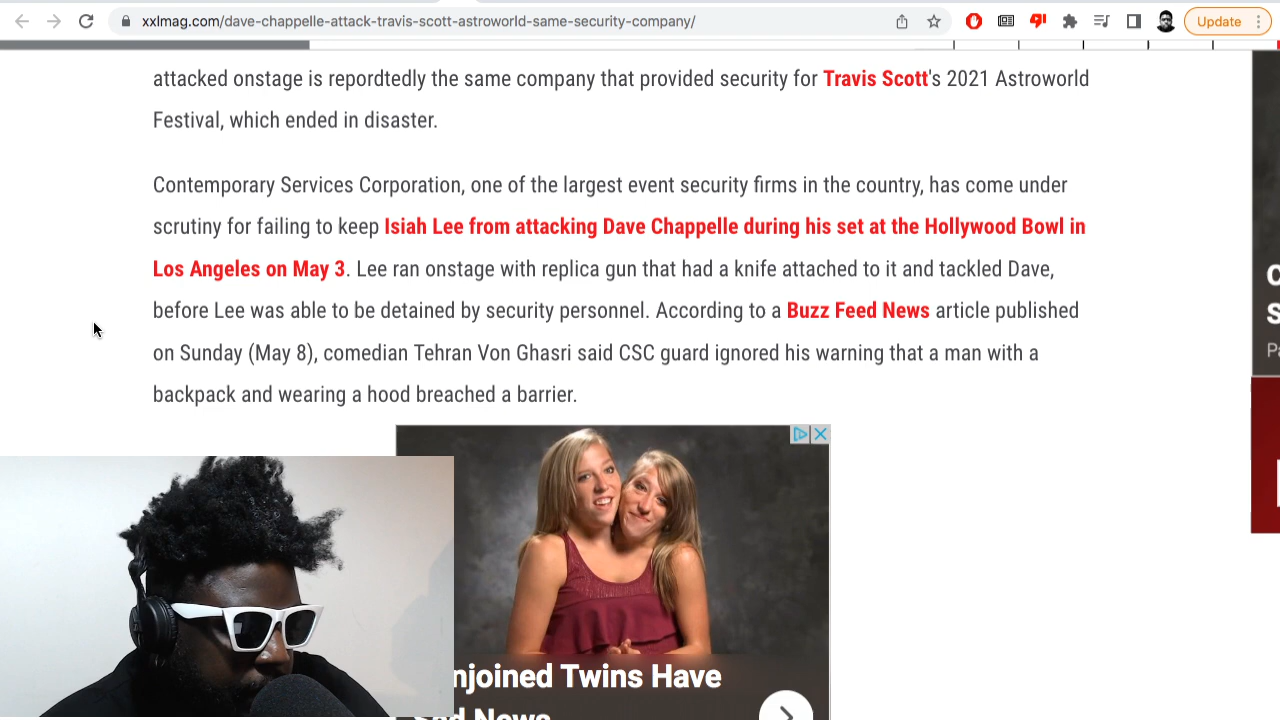 xxlmag.com/dave-chappelle-attack-travis-scott-astroworld-same-security-company/
Update
attacked onstage is repordtedly the same company that provided security for Travis Scott's 2021 Astroworld
Festival, which ended in disaster.
Contemporary Services Corporation, one of the largest event security firms in the country, has come under
scrutiny for failing to keep Isiah Lee from attacking Dave Chappelle during his set at the Hollywood Bowl in
Los Angeles on May 3. Lee ran onstage with replica gun that had a knife attached to it and tackled Dave,
before Lee was able to be detained by security personnel. According to a Buzz Feed News article published
on Sunday (May 8), comedian Tehran Von Ghasri said CSC guard ignored his warning that a man with a
backpack and wearing a hood breached a barrier.
njoined Twins Have
News